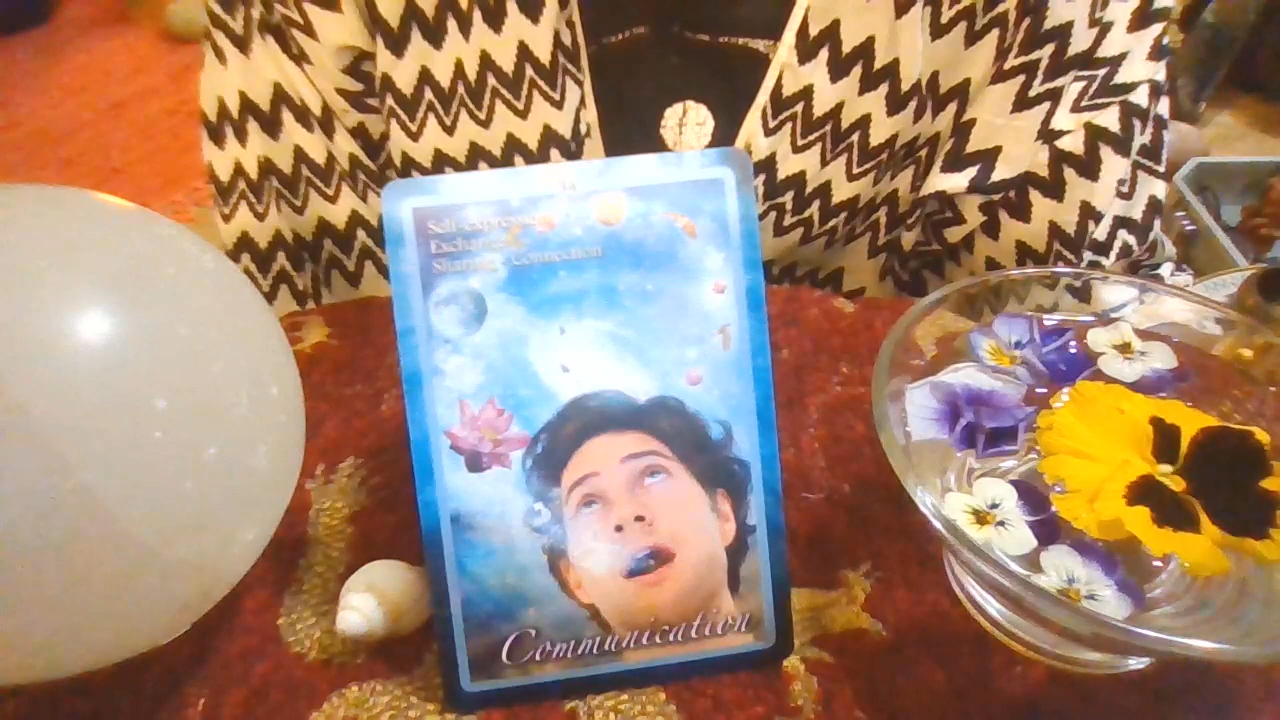 Self-expression
Exchange
Sharing - Connection
Communication